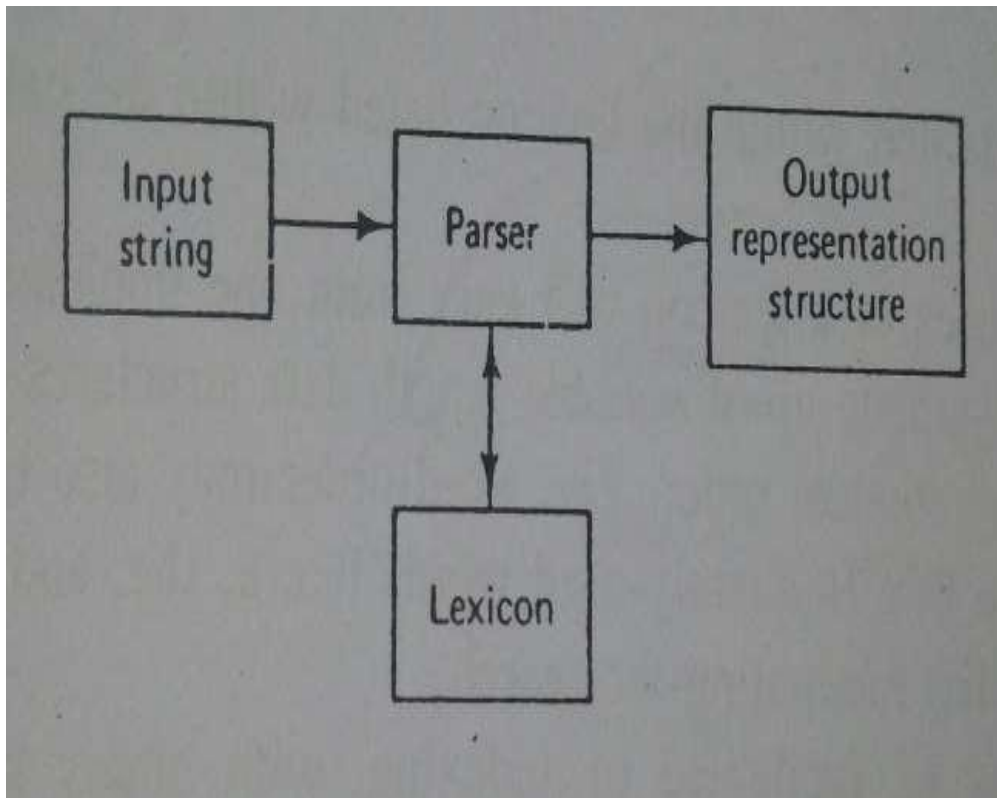 Input
string
Parser
Output
representation
structure
Lexicon